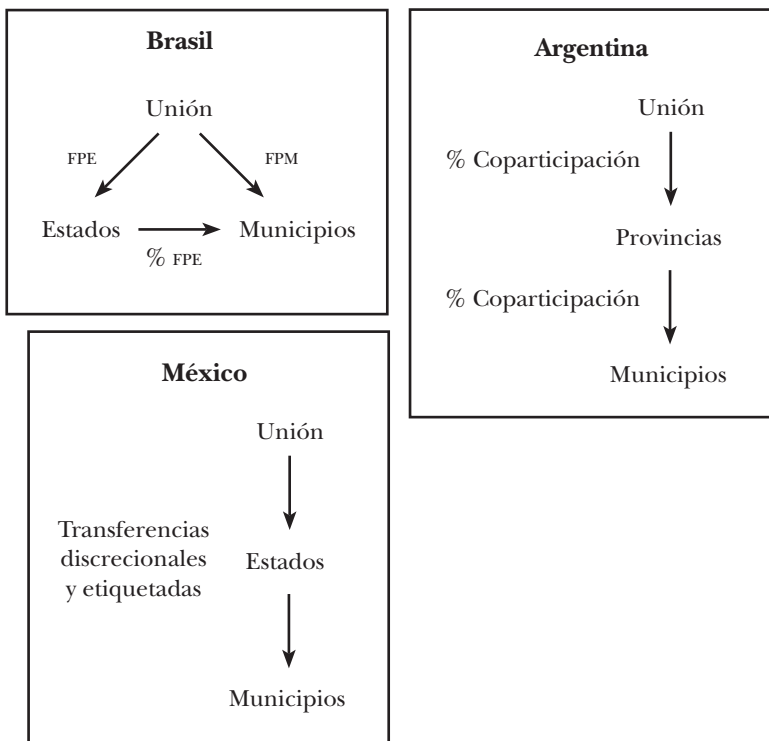 Brasil
Unión
FPE
FPM
Estados
Municipios
% FPE
Argentina
Unión
% Coparticipación
Provincias
% Coparticipación
Municipios
México
Unión
Transferencias
discrecionales
y etiquetadas
Estados
Municipios